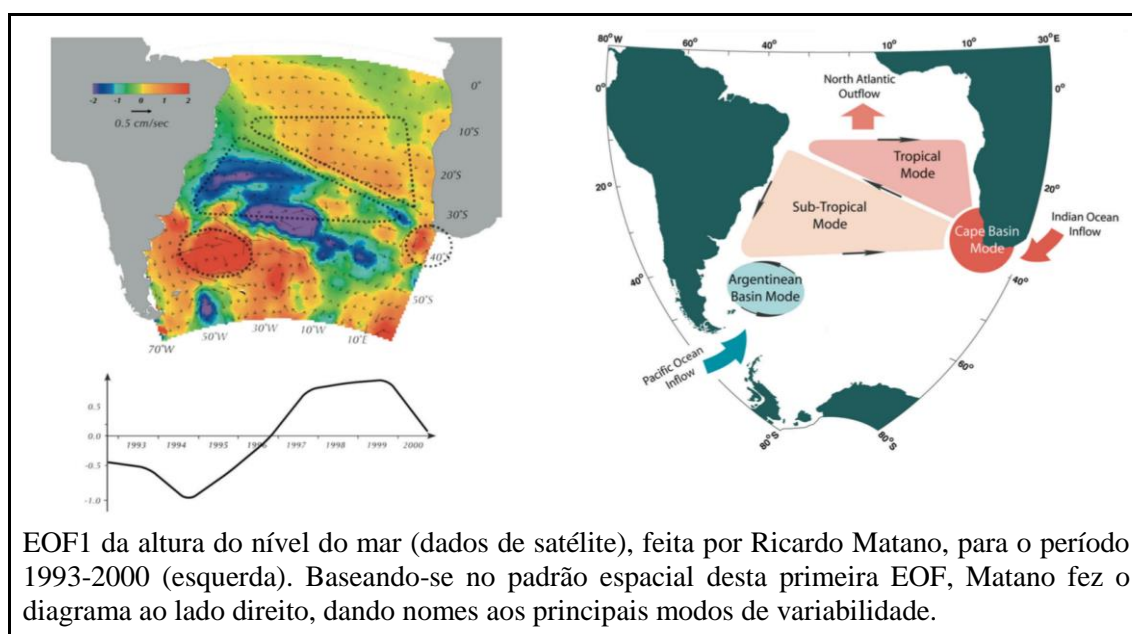 -2 -1 0 1 2
0.5 cm/sec
0°
10°S
20°S
30°S
40°S
50°S
70°W
50°W
30°W
10°W
10°E
0.5
0.0
-0.5
-1.0
1993 1994 1995 1996 1997 1998 1999 2000
80°W
60°
40°
10°
10°
30°E
0°
0°
North Atlantic
Outflow
Tropical
Mode
20°
20°
Sub-Tropical
Mode
Indian Ocean
Inflow
Cape Basin
Mode
40°
40°
Argentinean
Basin Mode
Pacific Ocean
Inflow
60°
80°S
80°S
EOF1 da altura do nível do mar (dados de satélite), feita por Ricardo Matano, para o período
1993-2000 (esquerda). Baseando-se no padrão espacial desta primeira EOF, Matano fez o
diagrama ao lado direito, dando nomes aos principais modos de variabilidade.